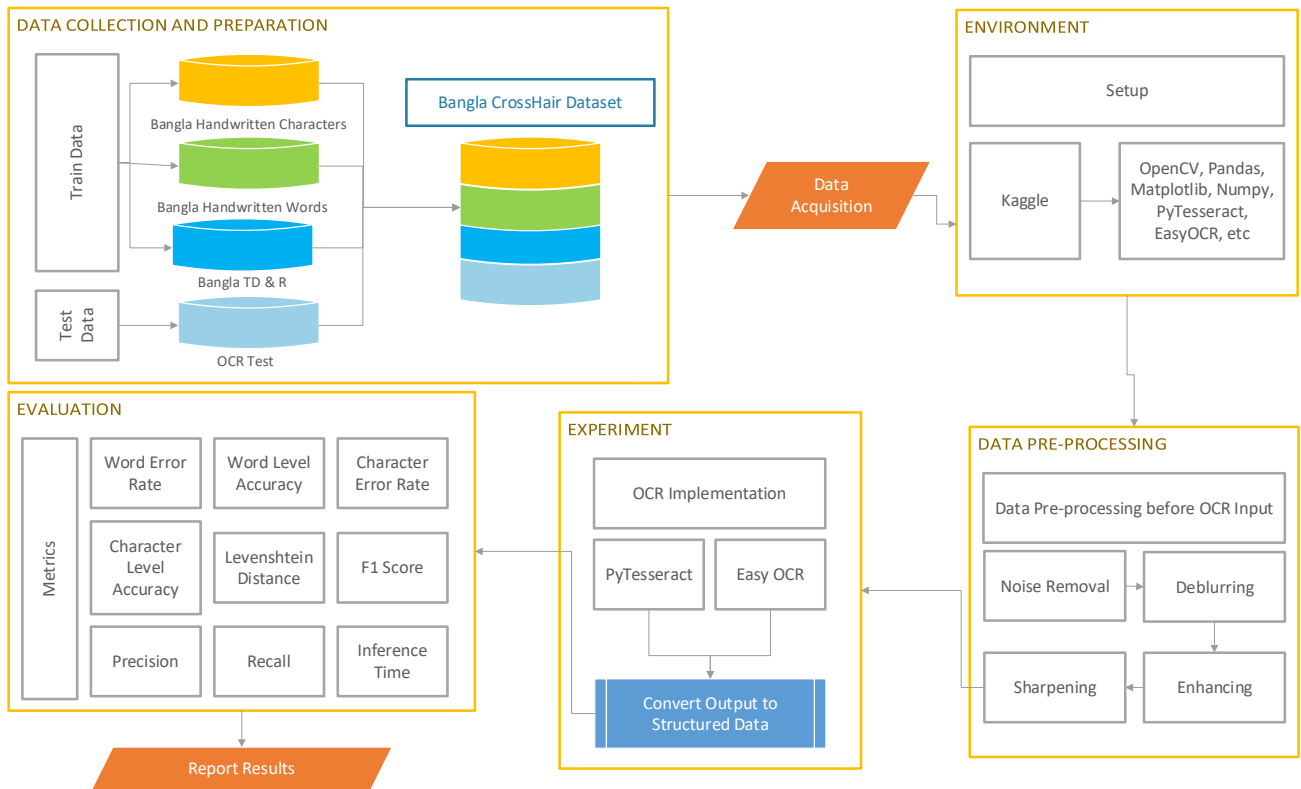 DATA COLLECTION AND PREPARATION
Train Data
Bangla Handwritten Characters
Bangla Handwritten Words
Bangla TD & R
Test
Data
OCR Test
Bangla CrossHair Dataset
Data
Acquisition
ENVIRONMENT
Setup
Kaggle
OpenCV, Pandas,
Matplotlib, Numpy,
PyTesseract,
EasyOCR, etc
DATA PRE-PROCESSING
Data Pre-processing before OCR Input
Noise Removal
Deblurring
Sharpening
Enhancing
EXPERIMENT
OCR Implementation
PyTesseract
Easy OCR
Convert Output to
Structured Data
EVALUATION
Metrics
Word Error
Rate
Word Level
Accuracy
Character
Error Rate
Character
Level
Accuracy
Levenshtein
Distance
F1 Score
Precision
Recall
Inference
Time
Report Results